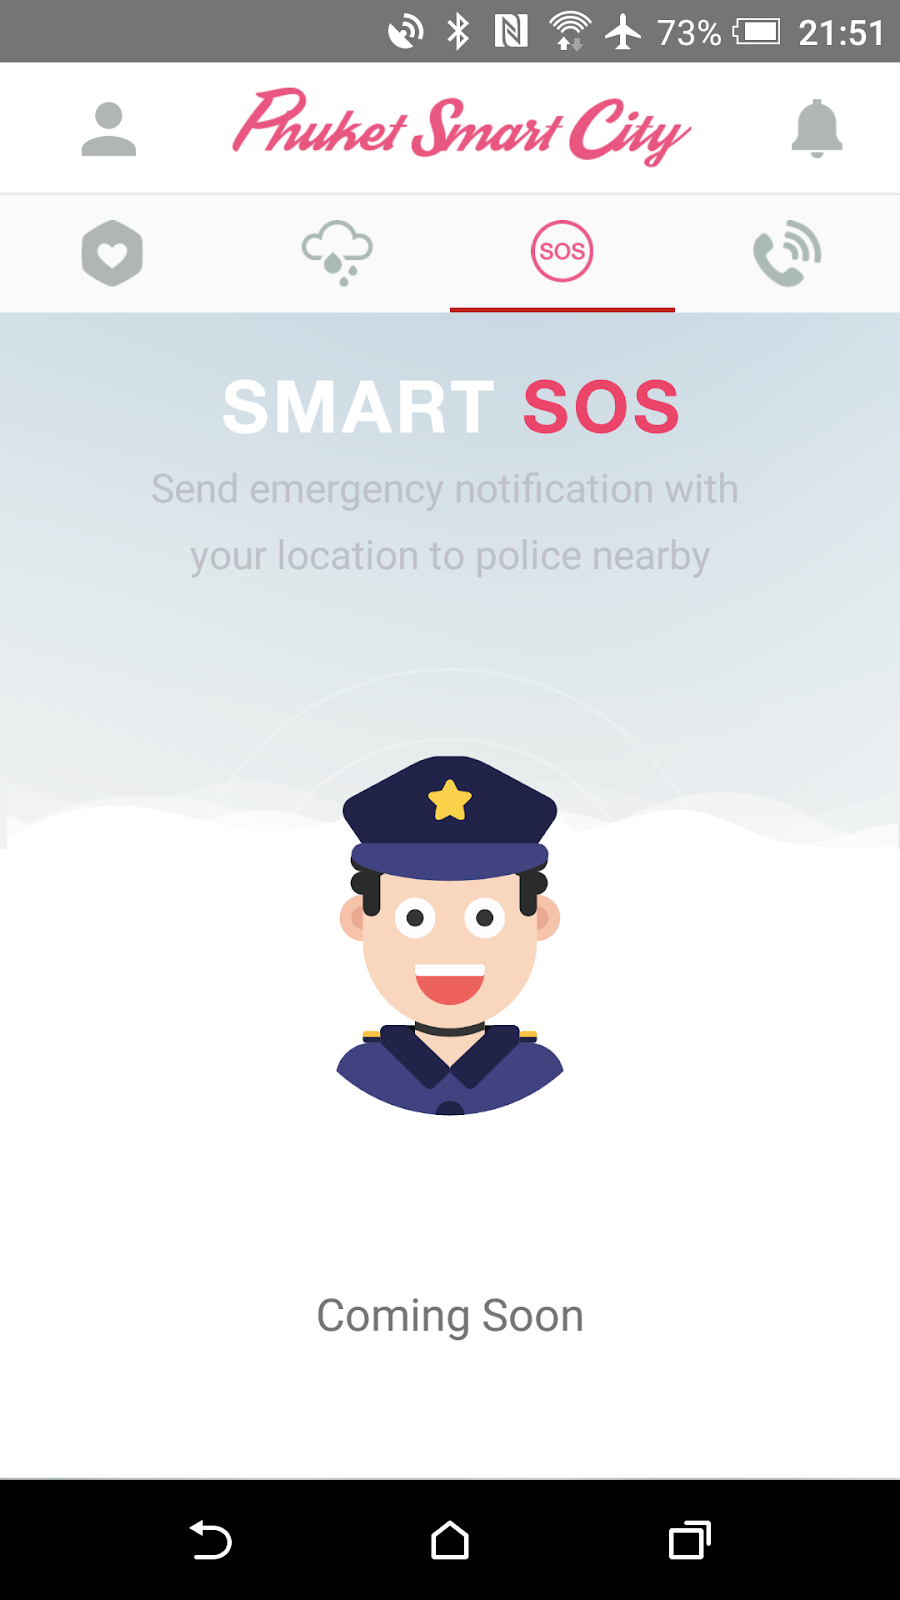 73% 21:51
Phuket Smart City
SOS
SMART SOS
Send emergency notification with
your location to police nearby
Coming Soon